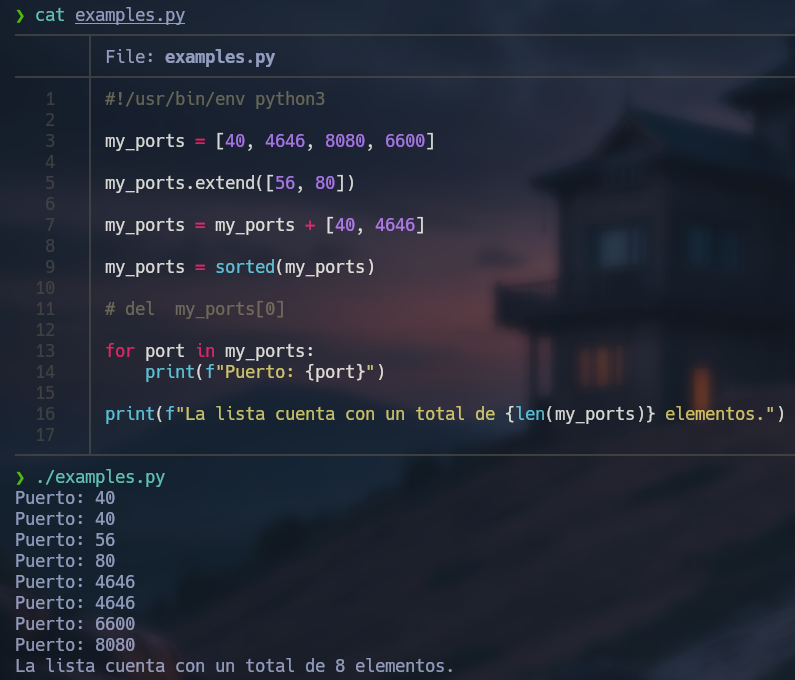 ❯ cat examples.py
File: examples.py
1 #!/usr/bin/env python3
2
3 my_ports = [40, 4646, 8080, 6600]
4
5 my_ports.extend([56, 80])
6
7 my_ports = my_ports + [40, 4646]
8
9 my_ports = sorted(my_ports)
10
11 # del  my_ports[0]
12
13 for port in my_ports:
14     print(f"Puerto: {port}")
15
16 print(f"La lista cuenta con un total de {len(my_ports)} elementos.")
17
❯ ./examples.py
Puerto: 40
Puerto: 40
Puerto: 56
Puerto: 80
Puerto: 4646
Puerto: 4646
Puerto: 6600
Puerto: 8080
La lista cuenta con un total de 8 elementos.